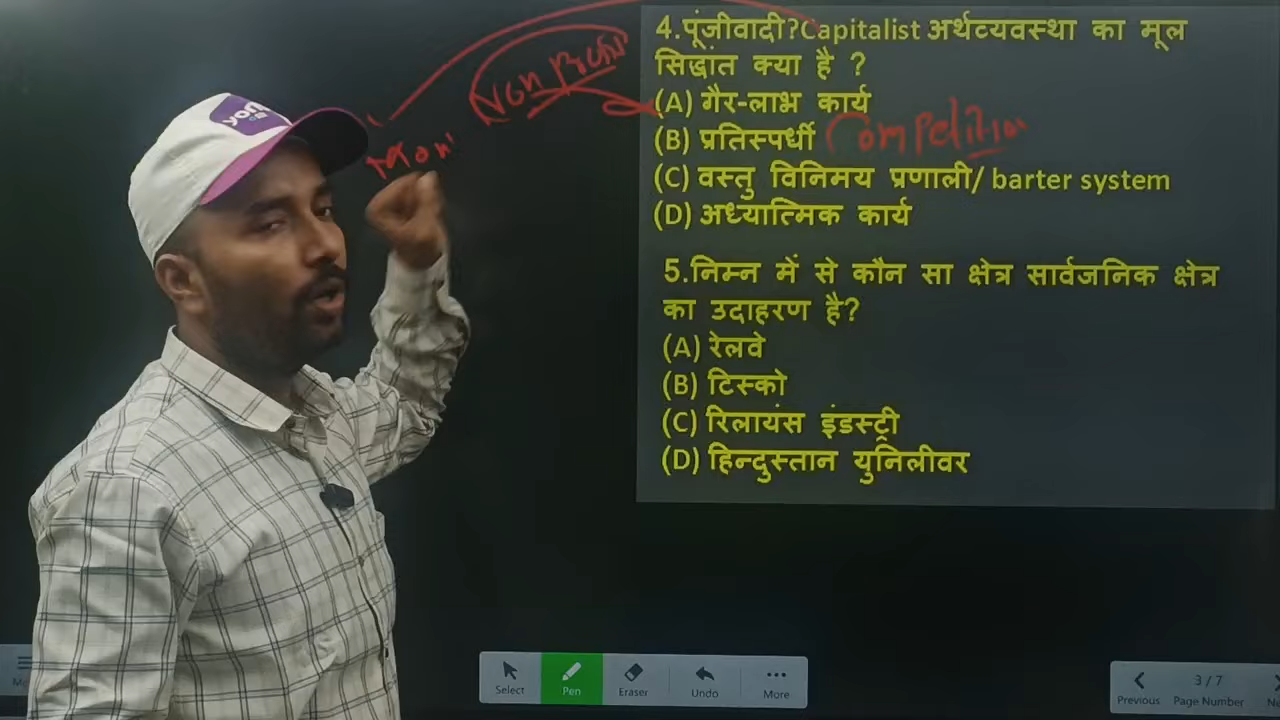 4.पूंजीवादी?Capitalist अर्थव्यवस्था का मूल
सिद्धांत क्या है ?
(A) गैर-लाभ कार्य
(B) प्रतिस्पर्धी Competition
(C) वस्तु विनिमय प्रणाली/ barter system
(D) अध्यात्मिक कार्य
5.निम्न में से कौन सा क्षेत्र सार्वजनिक क्षेत्र
का उदाहरण है?
(A) रेलवे
(B) टिस्को
(C) रिलायंस इंडस्ट्री
(D) हिन्दुस्तान युनिलीवर
Non Profit
Select
Pen
Eraser
Undo
More
Previous
3 / 7
Page Number